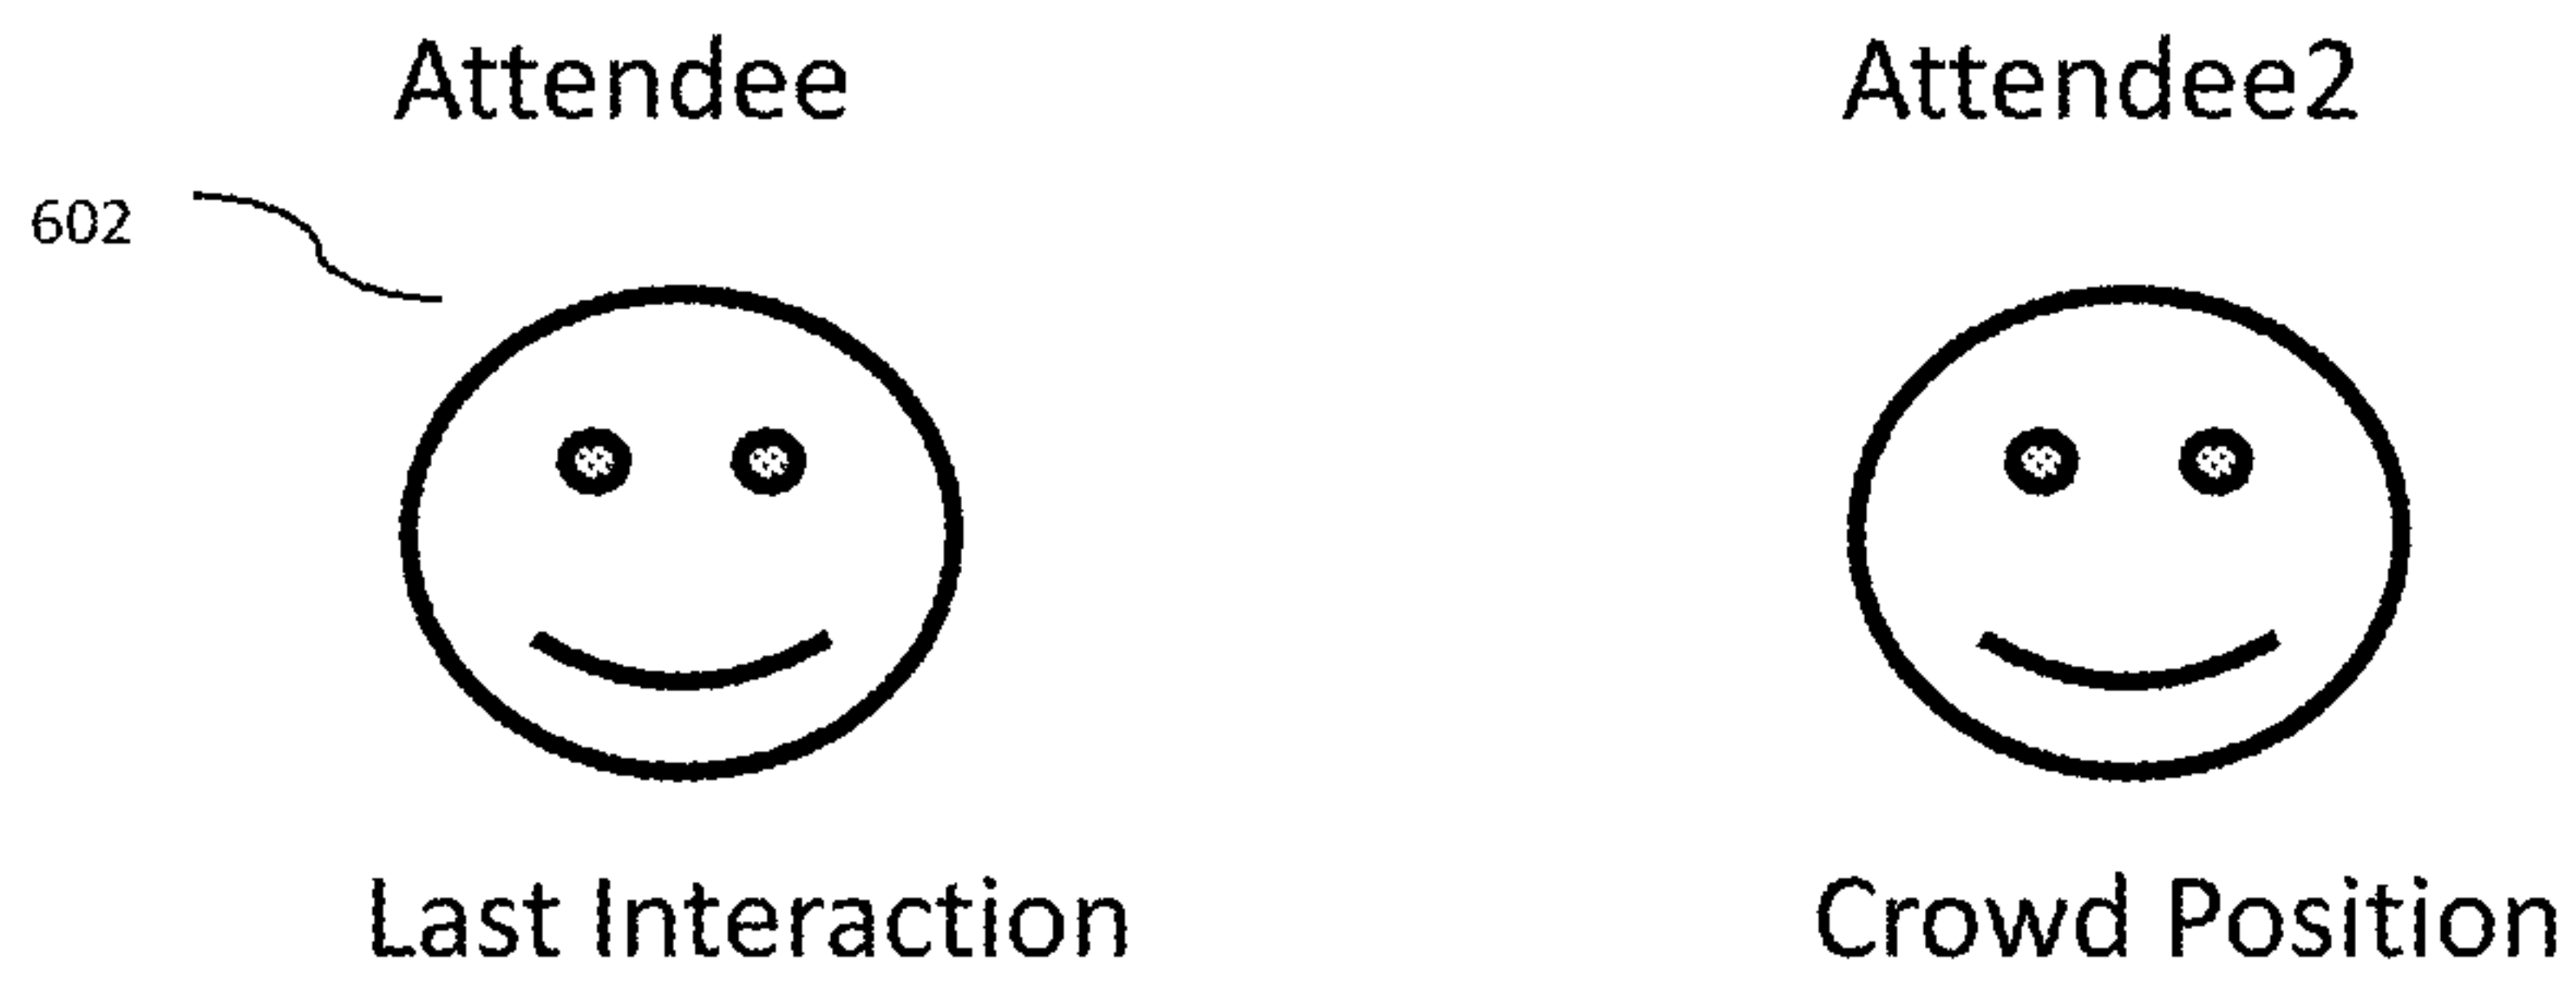 Attendee
Attendee2
602
Last Interaction
Crowd Position